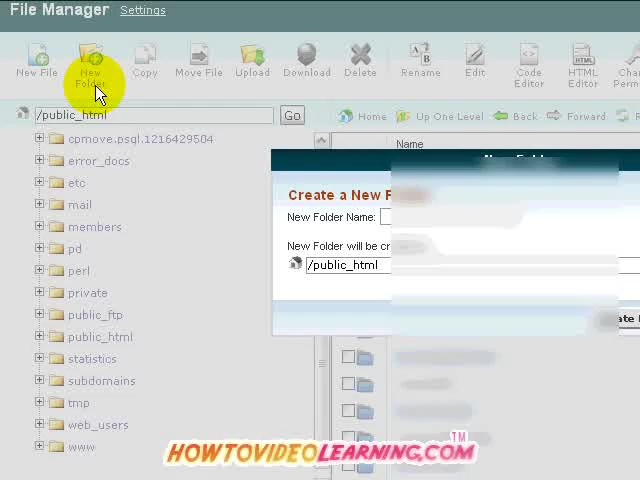 File Manager Settings
New File New Folder Copy Move File Upload Download Delete Rename Edit Code Editor HTML Editor
/public_html Go Home Up One Level Back Forward
cpmove.psql.1216429504
Name
error_docs
etc
Create a New
mail
New Folder Name:
members
pd
New Folder will be
perl
/public_html
private
public_ftp
public_html
statistics
subdomains
tmp
web_users
www
HOWTOVIDEOLEARNING.COM™